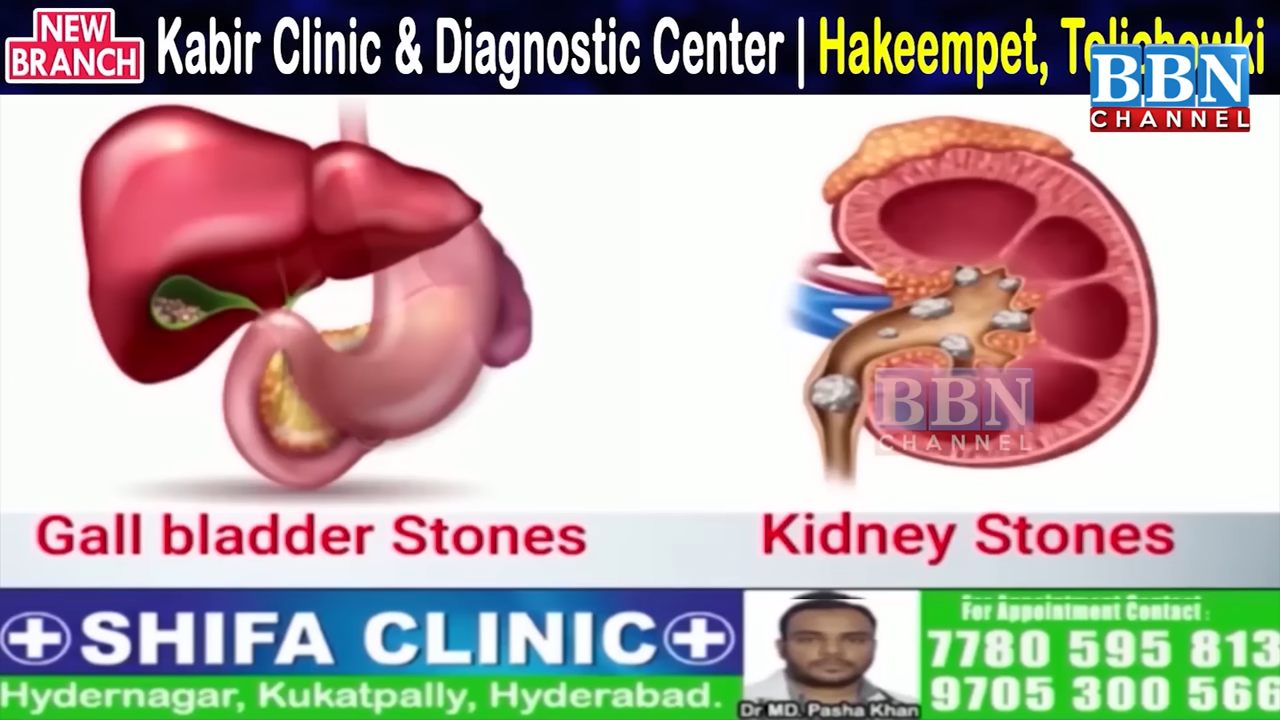 NEW
BRANCH
Kabir Clinic & Diagnostic Center | Hakeempet,
BBN
CHANNEL
BBN
CHANNEL
Gall bladder Stones
Kidney Stones
SHIFA CLINIC
Hydernagar, Kukatpally, Hyderabad.
Dr MD. Pasha Khan
For Appointment Contact :
7780 595 813
9705 300 566